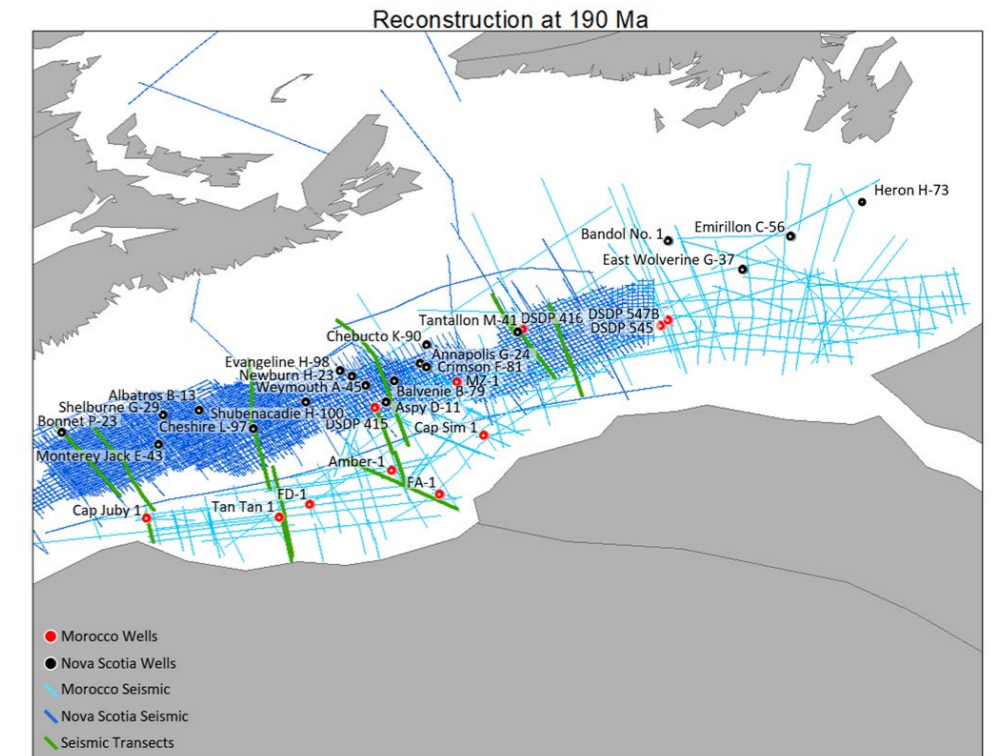 Reconstruction at 190 Ma
Heron H-73
Bandol No. 1
Emirillon C-56
East Wolverine G-37
Tantallon M-41
DSDP 416
DSDP 547B
DSDP 545
Chebucto K-90
Annapolis G-24
Evangeline H-98
Crimson F-81
Newburn H-23
MZ-1
Weymouth A-45
Balvenie B-79
Albatros B-13
Shelburne G-29
Shubenacadie H-100
Aspy D-11
Bonnet P-23
Cheshire L-97
DSDP 415
Cap Sim 1
Monterey Jack E-43
Amber-1
FA-1
FD-1
Cap Juby 1
Tan Tan 1
Morocco Wells
Nova Scotia Wells
Morocco Seismic
Nova Scotia Seismic
Seismic Transects